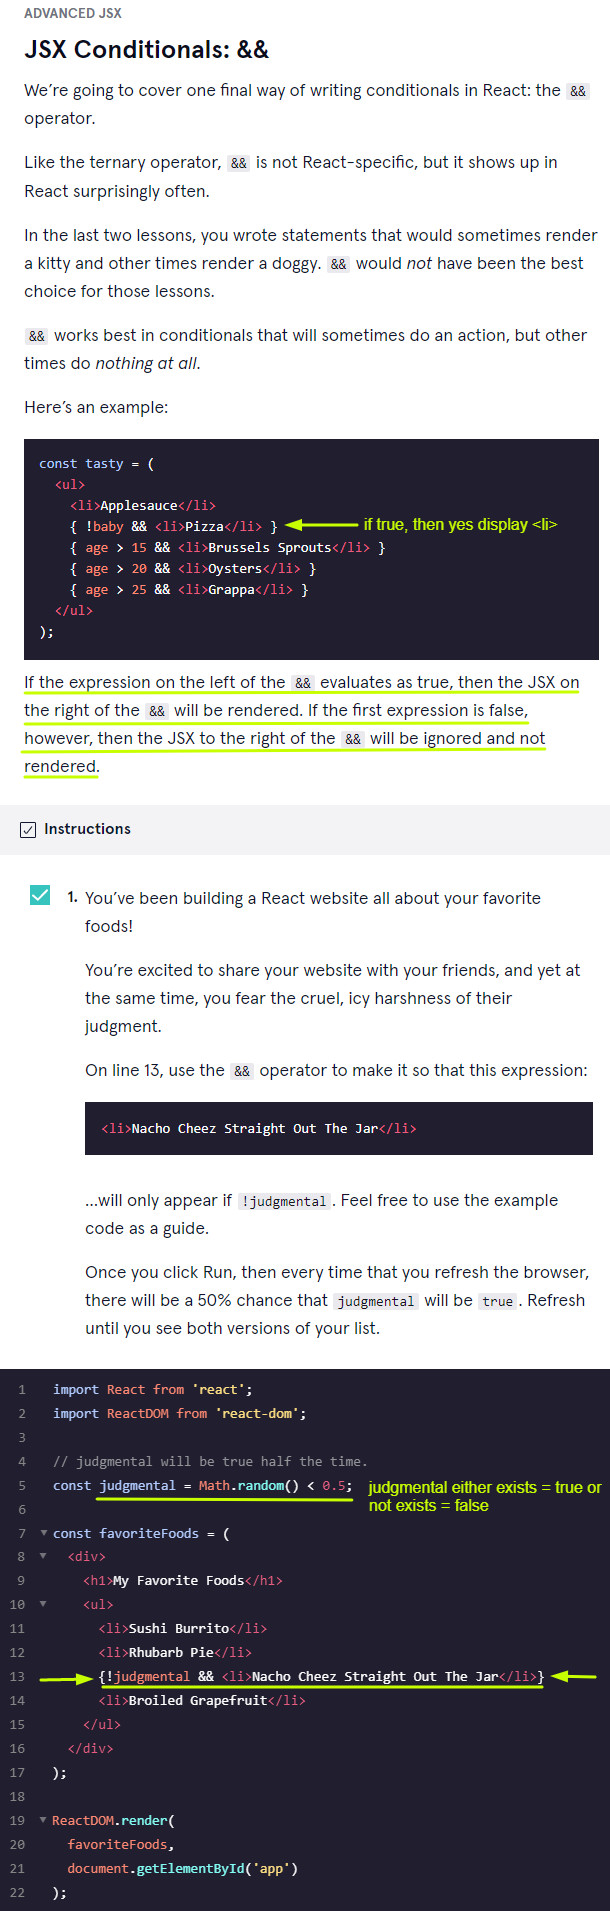 ADVANCED JSX
JSX Conditionals: &&
We’re going to cover one final way of writing conditionals in React: the &&
operator.
Like the ternary operator, && is not React-specific, but it shows up in
React surprisingly often.
In the last two lessons, you wrote statements that would sometimes render
a kitty and other times render a doggy. && would not have been the best
choice for those lessons.
&& works best in conditionals that will sometimes do an action, but other
times do nothing at all.
Here’s an example:
const tasty = (
<ul>
<li>Applesauce</li>
{ !baby && <li>Pizza</li> } if true, then yes display <li>
{ age > 15 && <li>Brussels Sprouts</li> }
{ age > 20 && <li>Oysters</li> }
{ age > 25 && <li>Grappa</li> }
</ul>
);
If the expression on the left of the && evaluates as true, then the JSX on
the right of the && will be rendered. If the first expression is false,
however, then the JSX to the right of the && will be ignored and not
rendered.
Instructions
1. You’ve been building a React website all about your favorite
foods!
You’re excited to share your website with your friends, and yet at
the same time, you fear the cruel, icy harshness of their
judgment.
On line 13, use the && operator to make it so that this expression:
<li>Nacho Cheez Straight Out The Jar</li>
…will only appear if !judgmental. Feel free to use the example
code as a guide.
Once you click Run, then every time that you refresh the browser,
there will be a 50% chance that judgmental will be true. Refresh
until you see both versions of your list.
1 import React from 'react';
2 import ReactDOM from 'react-dom';
3
4 // judgmental will be true half the time.
5 const judgmental = Math.random() < 0.5; judgmental either exists = true or
not exists = false
6
7 const favoriteFoods = (
8 <div>
9 <h1>My Favorite Foods</h1>
10 <ul>
11 <li>Sushi Burrito</li>
12 <li>Rhubarb Pie</li>
13 {!judgmental && <li>Nacho Cheez Straight Out The Jar</li>}
14 <li>Broiled Grapefruit</li>
15 </ul>
16 </div>
17 );
18
19 ReactDOM.render(
20 favoriteFoods,
21 document.getElementById('app')
22 );